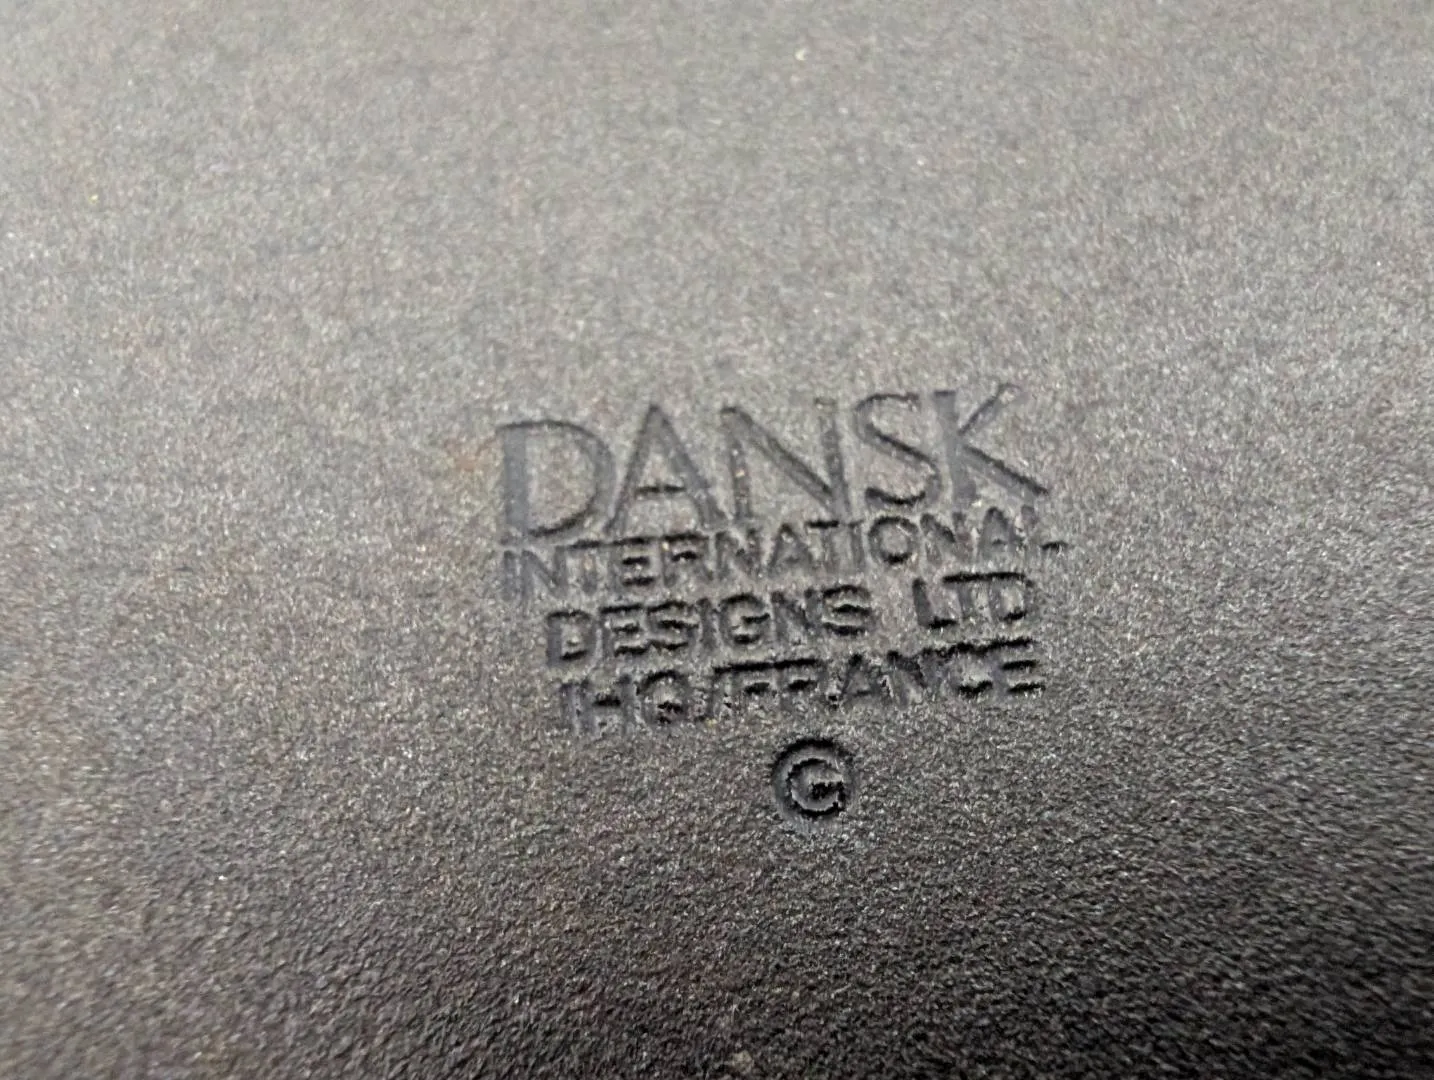 DANSK
INTERNATIONAL
DESIGNS LTD
IHQ/FRANCE
G